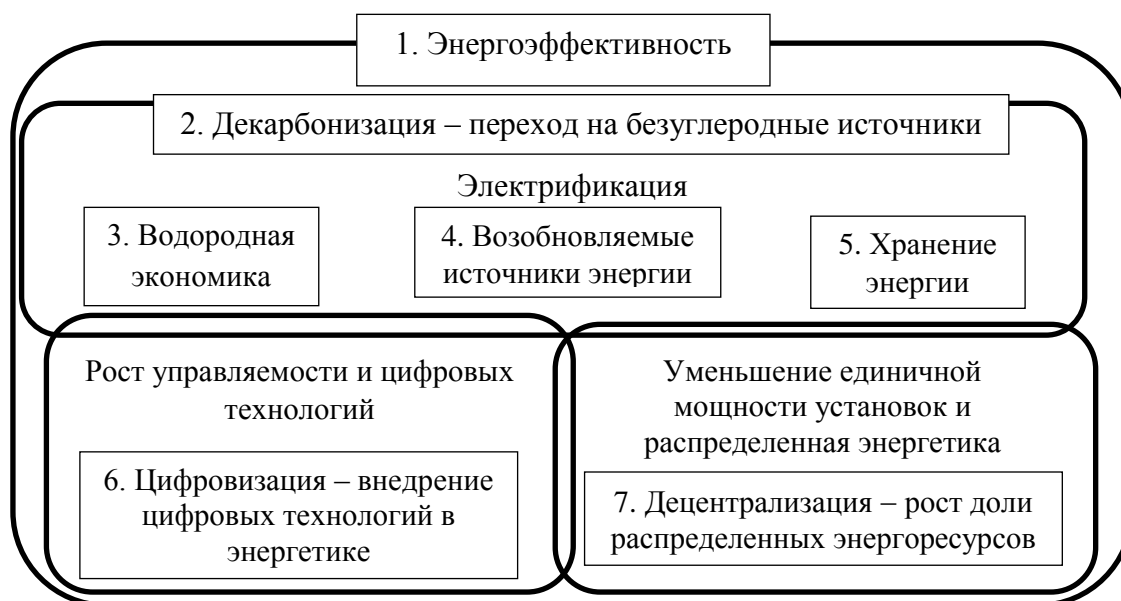 1. Энергоэффективность
2. Декарбонизация – переход на безуглеродные источники
Электрификация
3. Водородная
экономика
4. Возобновляемые
источники энергии
5. Хранение
энергии
Рост управляемости и цифровых
технологий
6. Цифровизация – внедрение
цифровых технологий в
энергетике
Уменьшение единичной
мощности установок и
распределенная энергетика
7. Децентрализация – рост доли
распределенных энергоресурсов